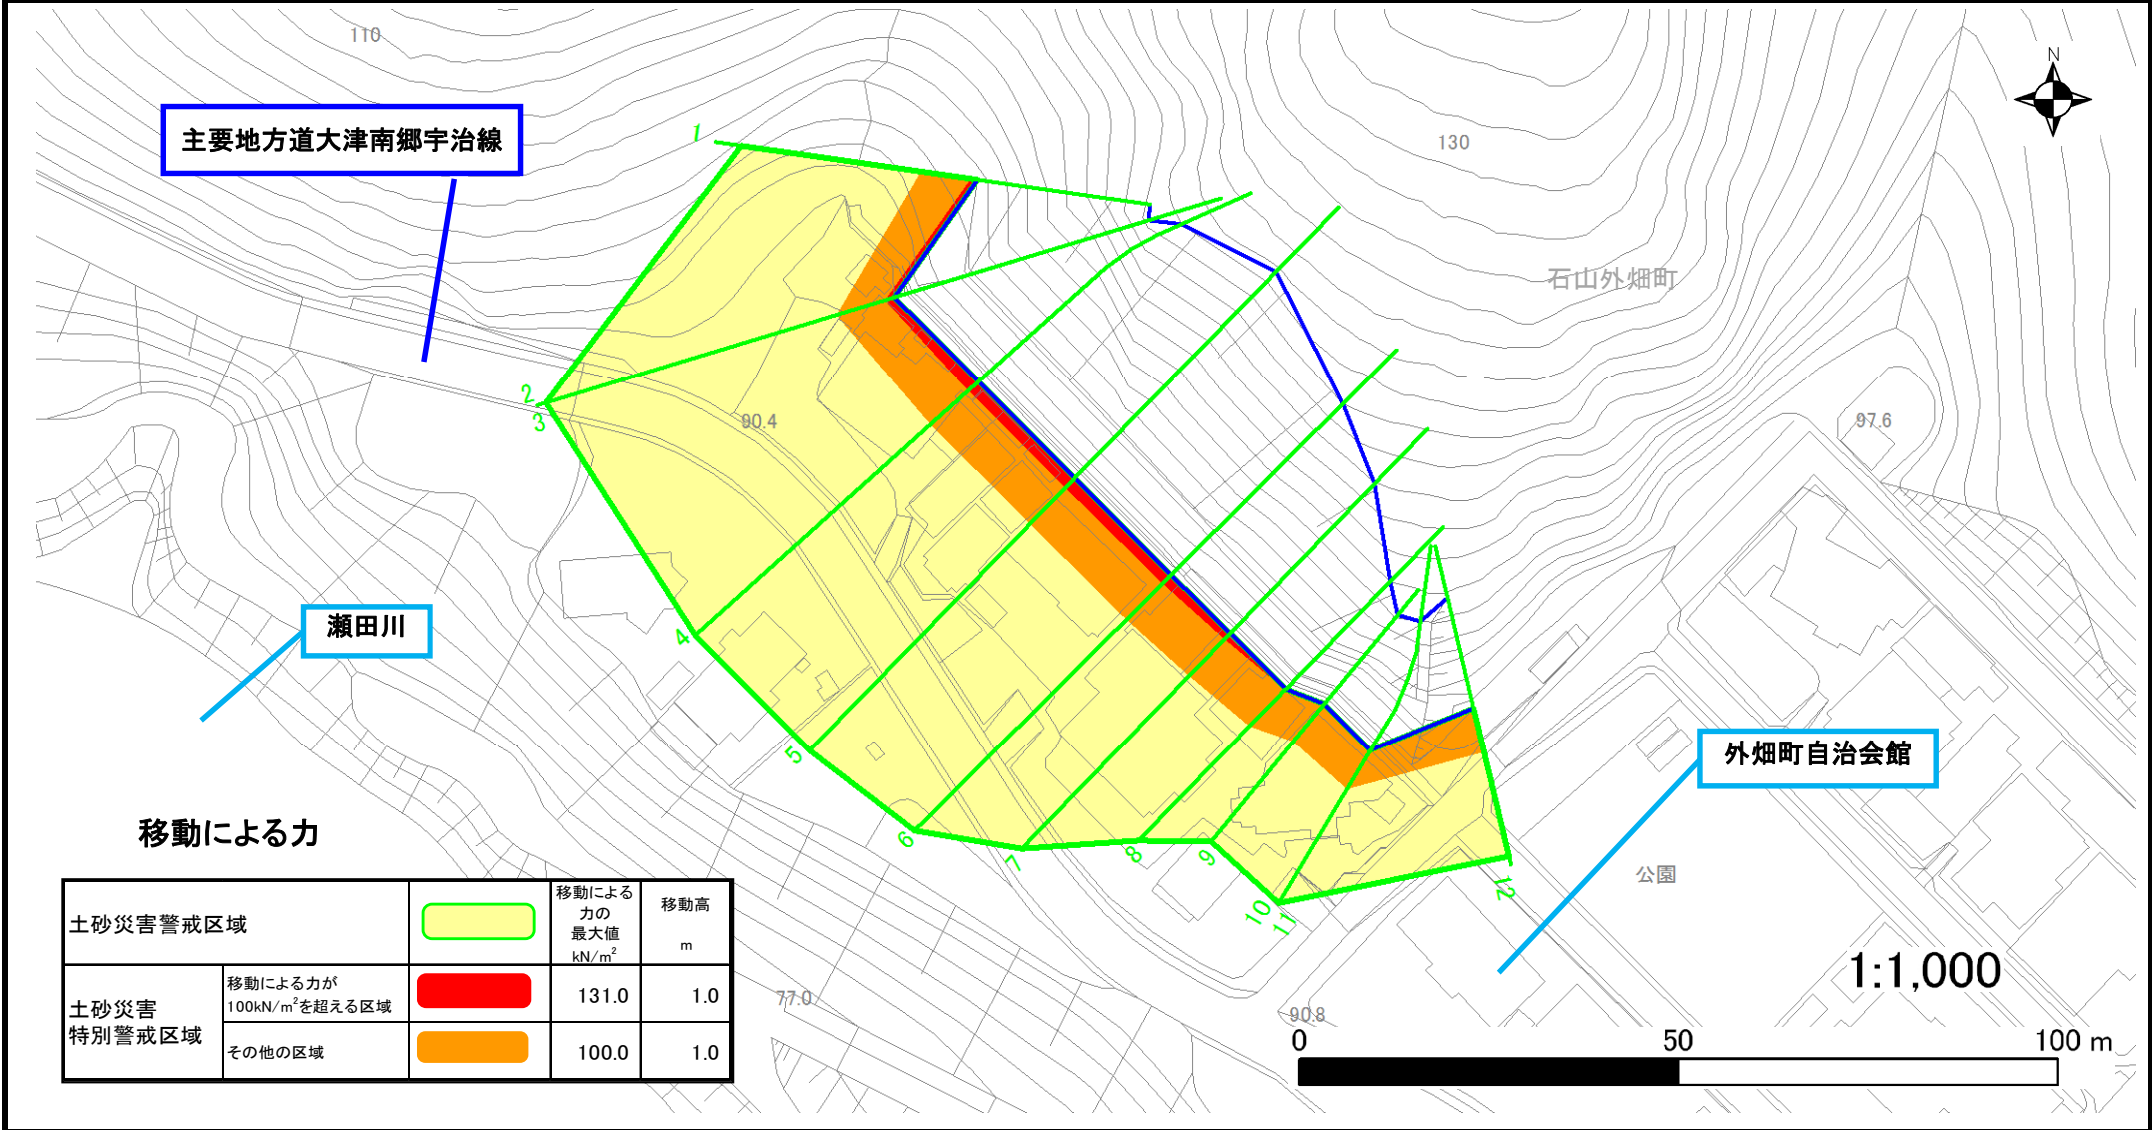 110
N
主要地方道大津南郷宇治線
1
130
石山外畑町
2
3
90.4
97.6
瀬田川
4
5
外畑町自治会館
6
7
8
9
10
11
12
公園
移動による力
土砂災害警戒区域
移動による
力の
最大値
kN/m²
移動高
m
土砂災害
特別警戒区域
移動による力が
100kN/m²を超える区域
131.0
1.0
その他の区域
100.0
1.0
77.0
90.8
1:1,000
0
50
100 m